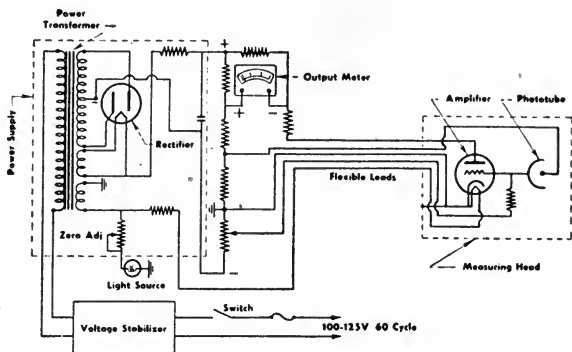 Power
Transformer
Output Meter
Amplifier
Phototube
Power Supply
Rectifier
Flexible Leads
Zero Adj
Light Source
Measuring Head
Switch
Voltage Stabilizer
100-125V 60 Cycle